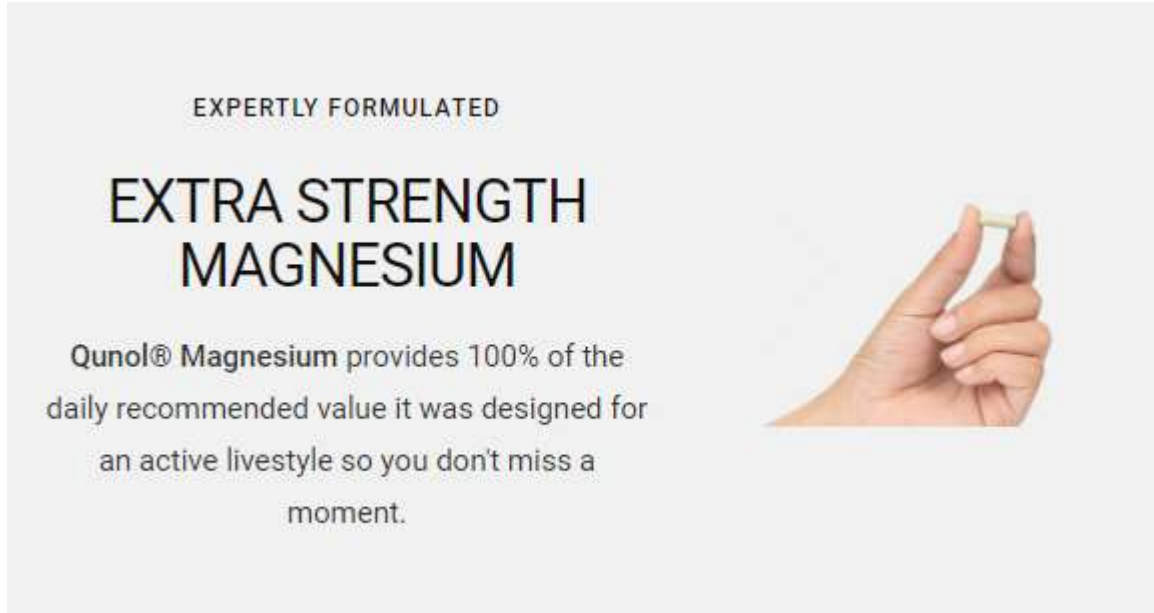 EXPERTLY FORMULATED
EXTRA STRENGTH
MAGNESIUM
Qunol® Magnesium provides 100% of the
daily recommended value it was designed for
an active livestyle so you don't miss a
moment.